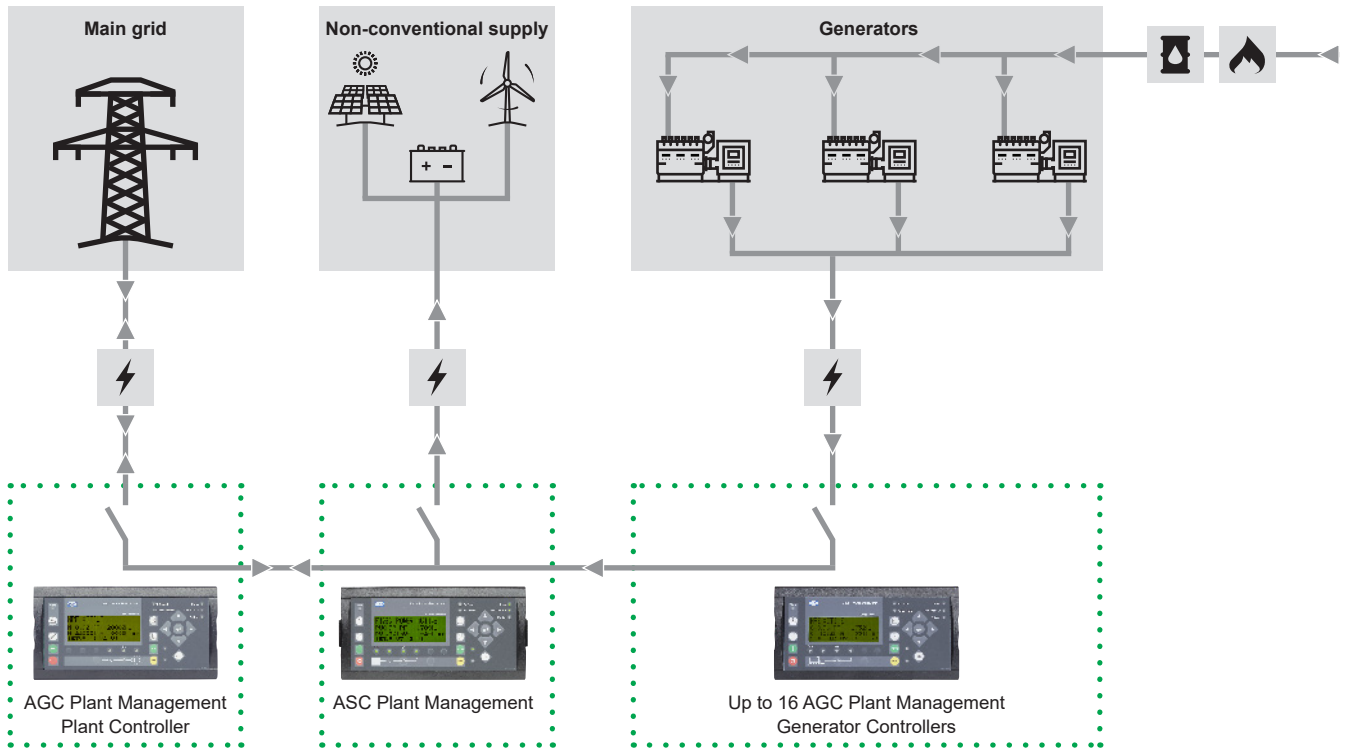 Main grid
Non-conventional supply
Generators
AGC Plant Management
Plant Controller
ASC Plant Management
Up to 16 AGC Plant Management
Generator Controllers